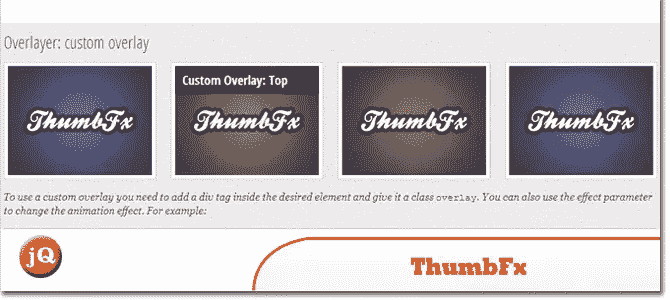 Overlayer: custom overlay
ThumbFx
Custom Overlay: Top
ThumbFx
ThumbFx
ThumbFx
To use a custom overlay you need to add a div tag inside the desired element and give it a class overlay. You can also use the effect parameter
to change the animation effect. For example:
jQ
ThumbFx